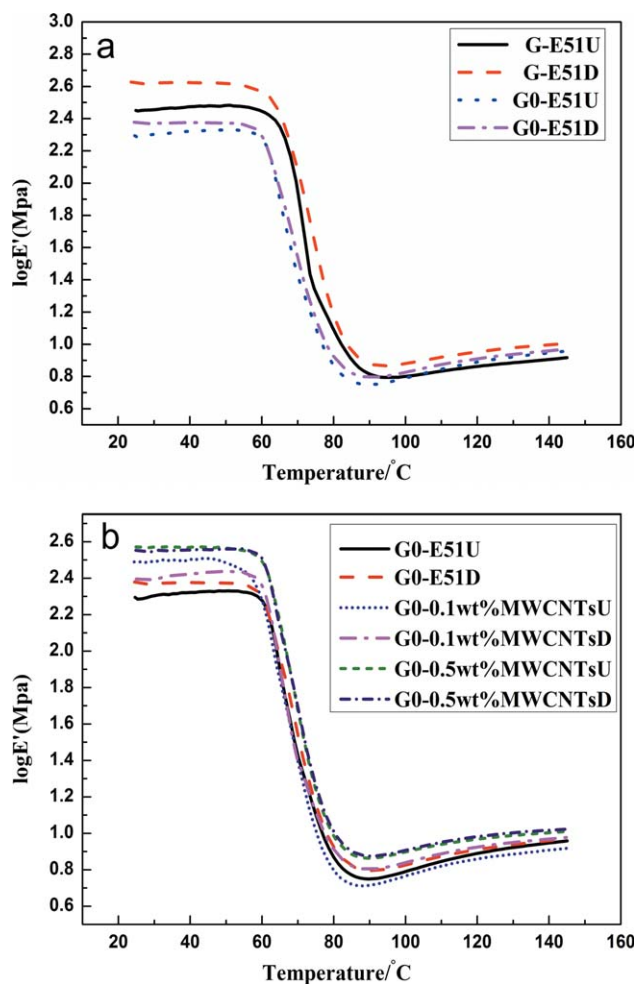 a
G-E51U
G-E51D
G0-E51U
G0-E51D
3.0
2.8
2.6
2.4
2.2
2.0
1.8
1.6
1.4
1.2
1.0
0.8
0.6
logE'(Mpa)
20 40 60 80 100 120 140 160
Temperature/°C
b
G0-E51U
G0-E51D
G0-0.1wt%MWCNTsU
G0-0.1wt%MWCNTsD
G0-0.5wt%MWCNTsU
G0-0.5wt%MWCNTsD
2.6
2.4
2.2
2.0
1.8
1.6
1.4
1.2
1.0
0.8
0.6
logE'(Mpa)
20 40 60 80 100 120 140 160
Temperature/°C